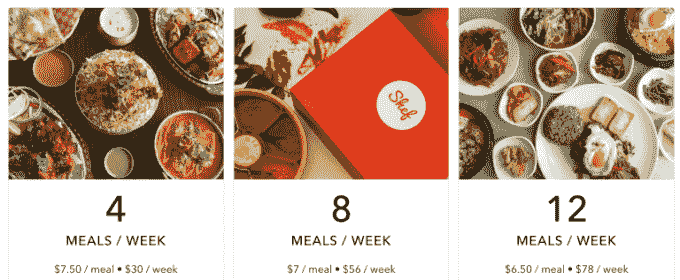 Shef
4
MEALS / WEEK
$7.50 / meal • $30 / week
8
MEALS / WEEK
$7 / meal • $56 / week
12
MEALS / WEEK
$6.50 / meal • $78 / week